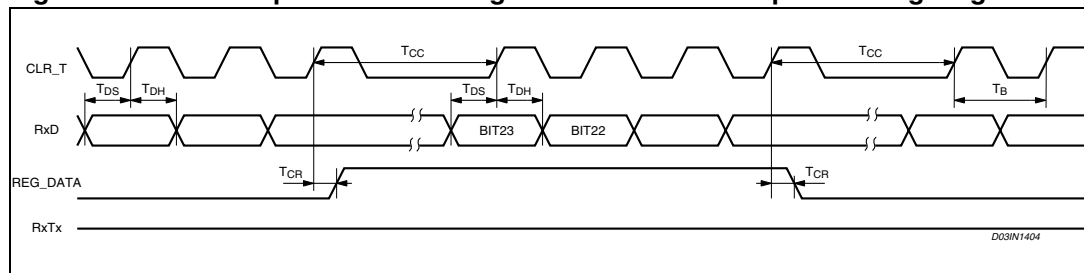 CLR_T
TCC
TCC
TDS
TDH
TDS
TDH
TB
RxD
BIT23
BIT22
REG_DATA
TCR
TCR
RxTx
D03IN1404